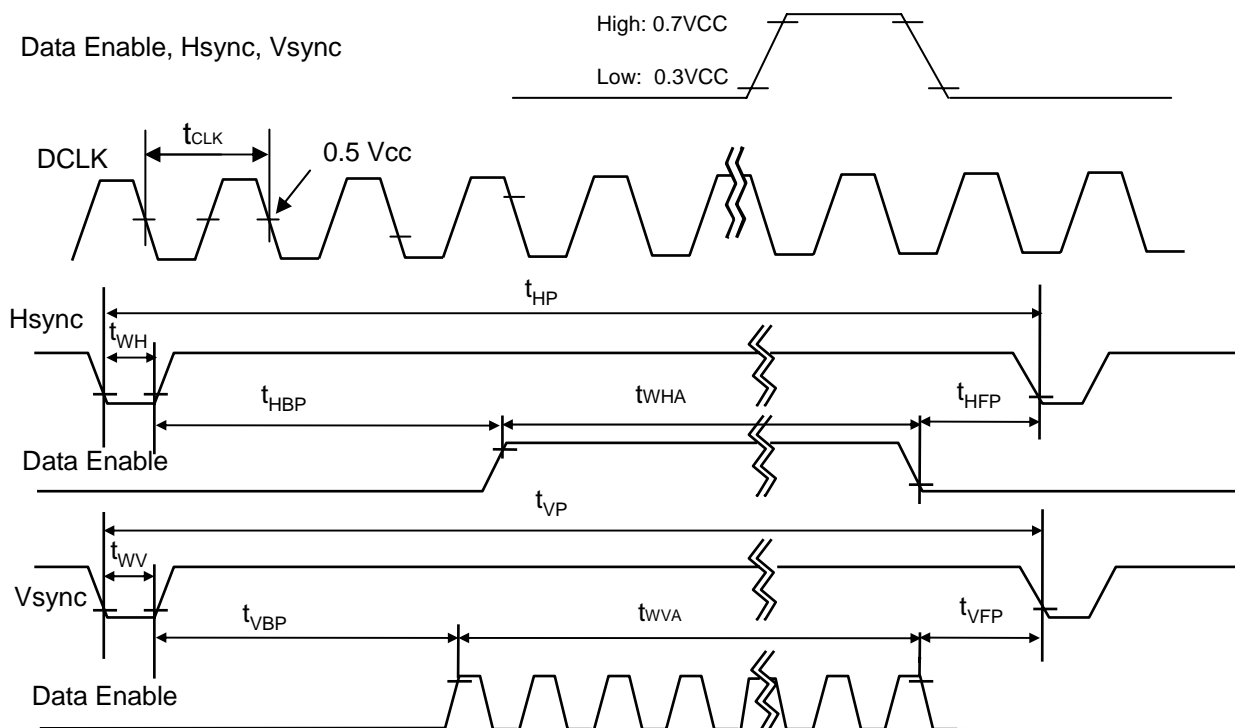 High: 0.7VCC
Data Enable, Hsync, Vsync
Low: 0.3VCC
tCLK
DCLK
0.5 Vcc
tHP
Hsync
tWH
tHBP
tWHA
tHFP
Data Enable
tVP
tWV
Vsync
tVBP
tWVA
tVFP
Data Enable